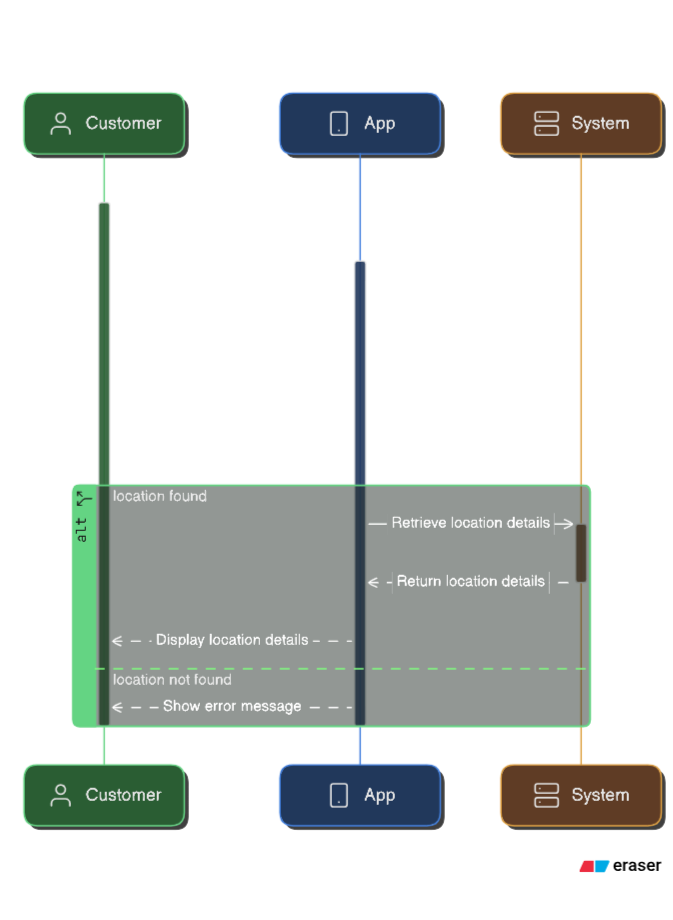 Customer
App
System
alt
location found
Retrieve location details
Return location details
Display location details
location not found
Show error message
Customer
App
System
eraser